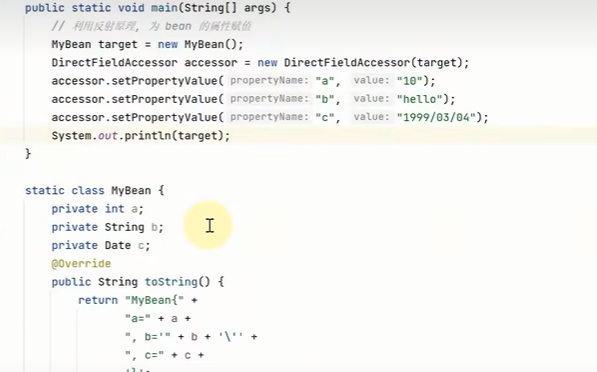 public static void main(String[] args) {
// 利用反射原理, 为 bean 的属性赋值
MyBean target = new MyBean();
DirectFieldAccessor accessor = new DirectFieldAccessor(target);
accessor.setPropertyValue( propertyName: "a", value: "10");
accessor.setPropertyValue( propertyName: "b", value: "hello");
accessor.setPropertyValue( propertyName: "c", value: "1999/03/04");
System.out.println(target);
}
static class MyBean {
private int a;
private String b;
private Date c;
@Override
public String toString() {
return "MyBean{" +
"a=" + a +
", b='" + b + '\'' +
", c=" + c +
'}';